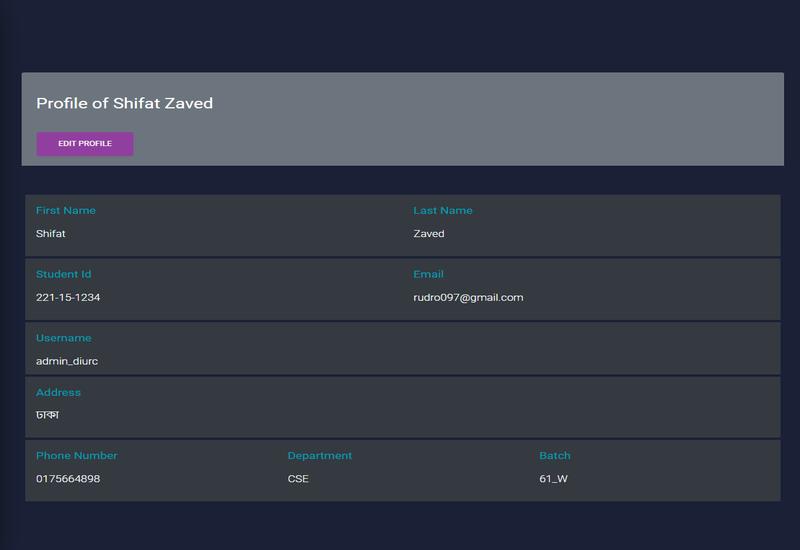 Profile of Shifat Zaved
EDIT PROFILE
First Name Last Name
Shifat Zaved
Student Id Email
221-15-1234 rudro097@gmail.com
Username
admin_diurc
Address
ঢাকা
Phone Number Department Batch
0175664898 CSE 61_W